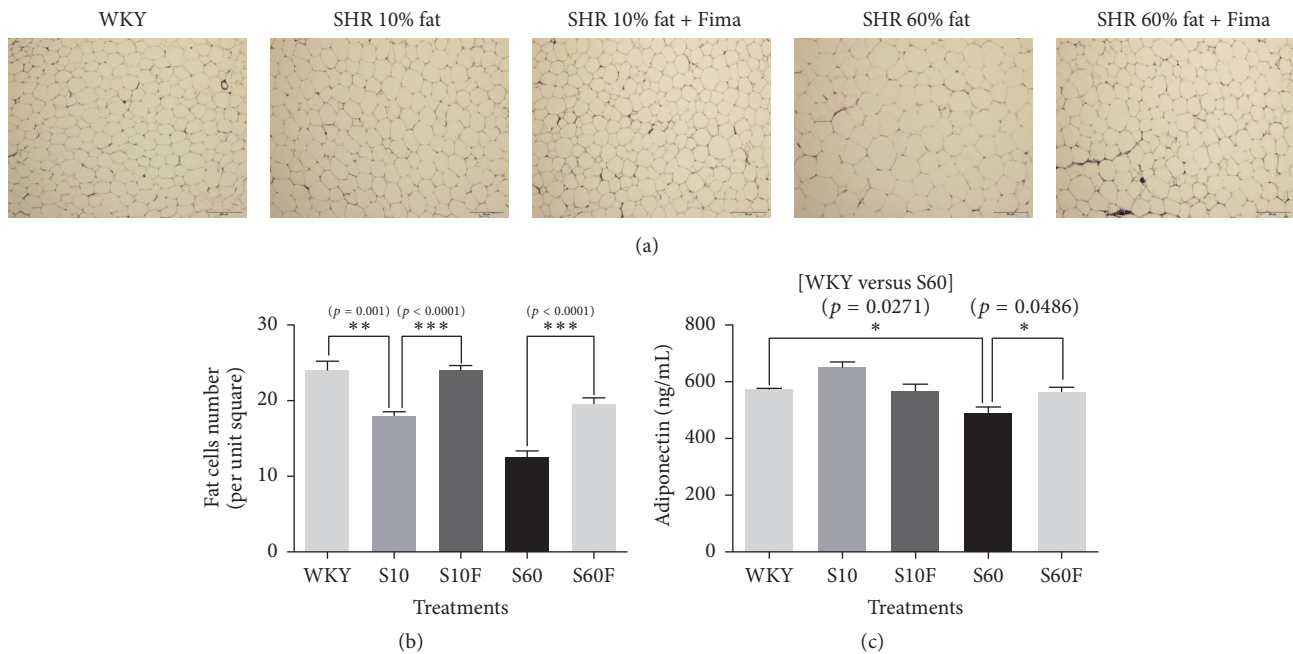 WKY
SHR 10% fat
SHR 10% fat + Fima
SHR 60% fat
SHR 60% fat + Fima
(a)
(p = 0.001) (p < 0.0001) (p < 0.0001)
** *** ***
30
20
10
0
Fat cells number
(per unit square)
WKY S10 S10F S60 S60F
Treatments
(b)
[WKY versus S60]
(p = 0.0271) (p = 0.0486)
* *
800
600
400
200
0
Adiponectin (ng/mL)
WKY S10 S10F S60 S60F
Treatments
(c)